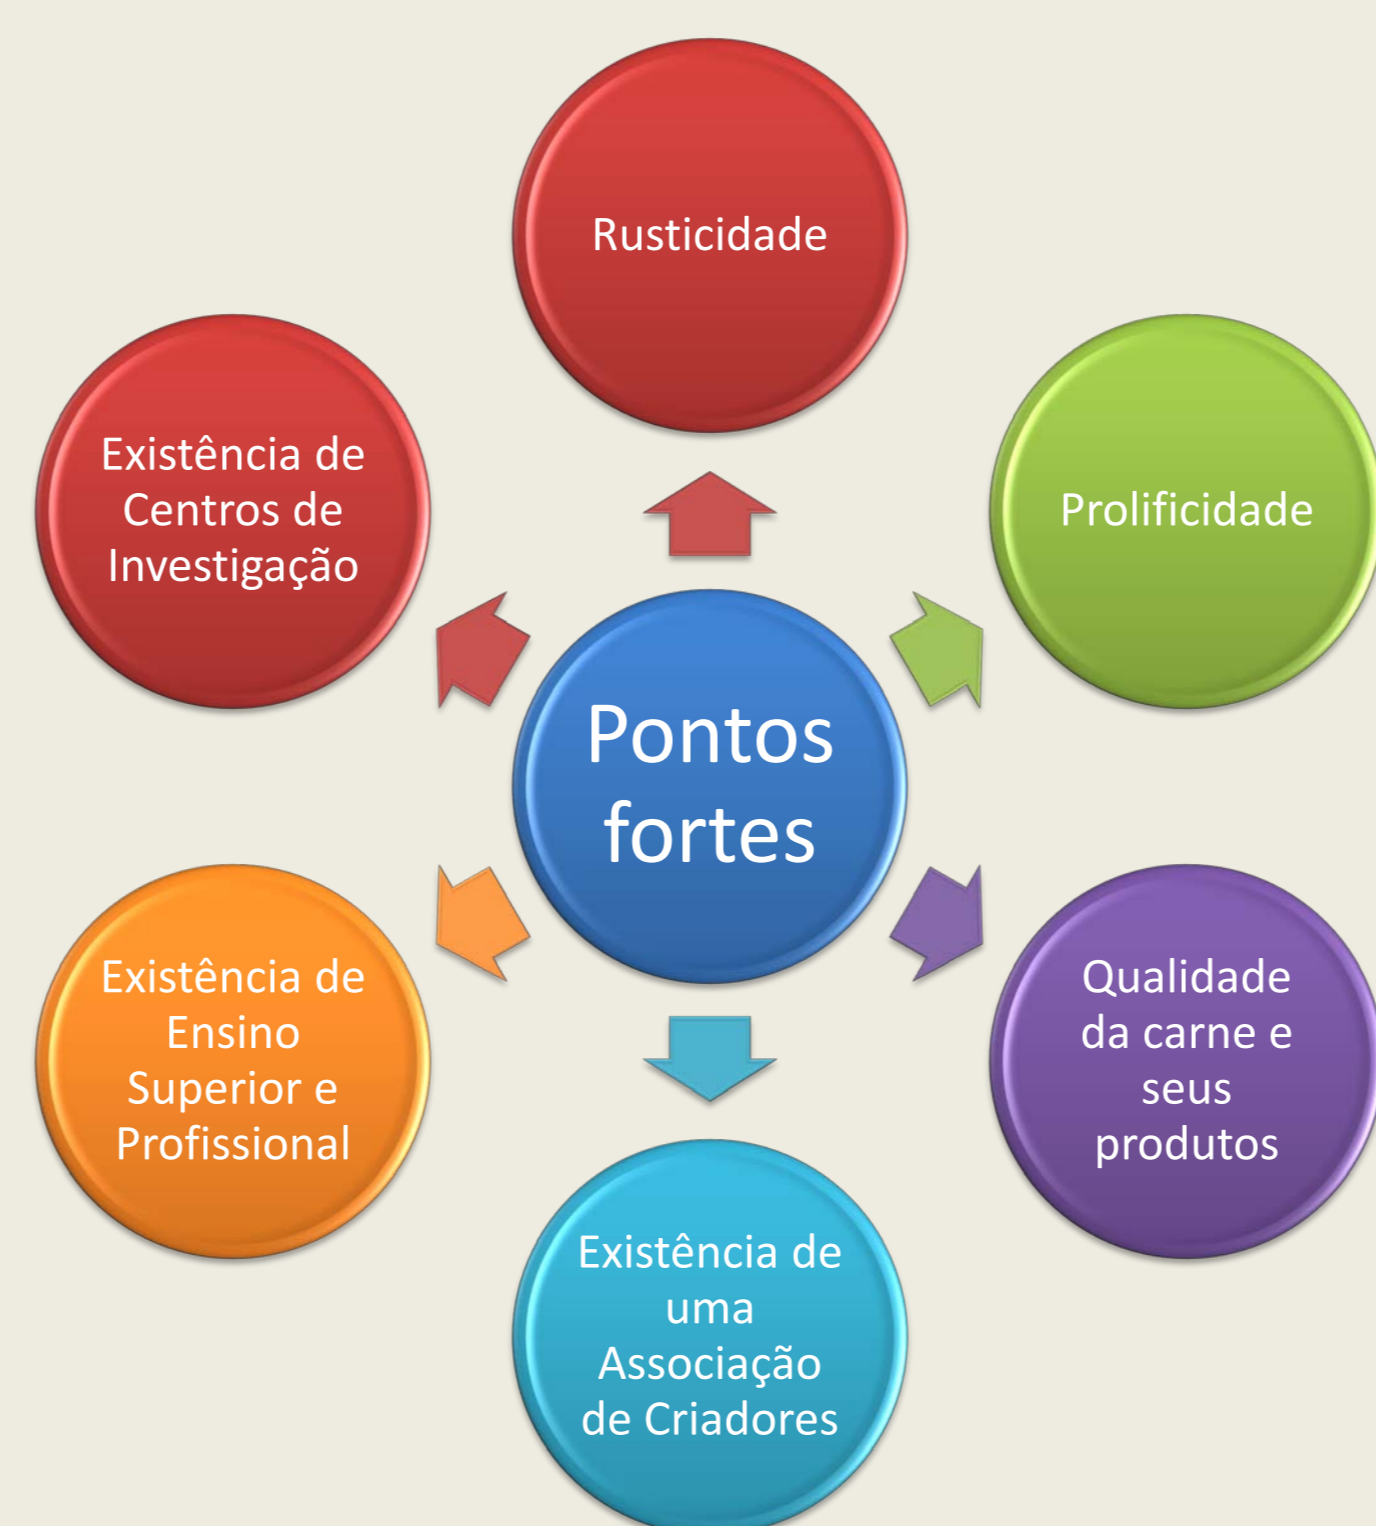 Rusticidade
Prolificidade
Qualidade
da carne e
seus
produtos
Existência de
uma
Associação
de Criadores
Existência de
Ensino
Superior e
Profissional
Existência de
Centros de
Investigação
Pontos
fortes